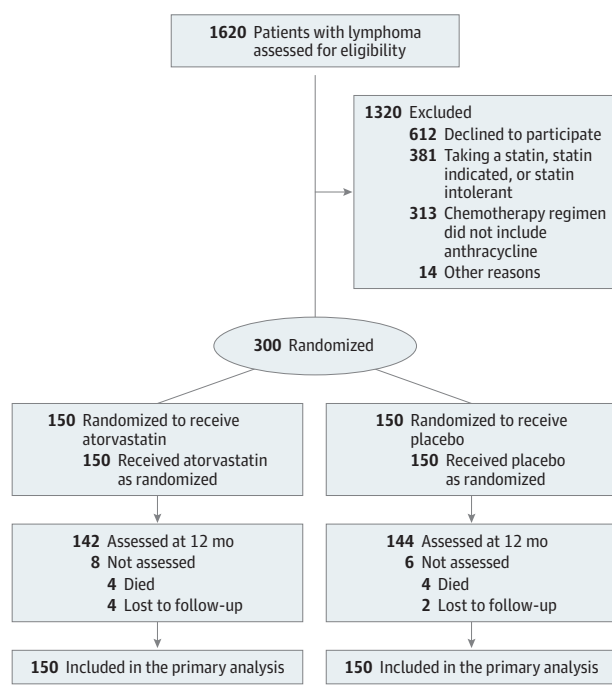 1620 Patients with lymphoma
assessed for eligibility
1320 Excluded
612 Declined to participate
381 Taking a statin, statin
indicated, or statin
intolerant
313 Chemotherapy regimen
did not include
anthracycline
14 Other reasons
300 Randomized
150 Randomized to receive
atorvastatin
150 Received atorvastatin
as randomized
150 Randomized to receive
placebo
150 Received placebo
as randomized
142 Assessed at 12 mo
8 Not assessed
4 Died
4 Lost to follow-up
144 Assessed at 12 mo
6 Not assessed
4 Died
2 Lost to follow-up
150 Included in the primary analysis
150 Included in the primary analysis